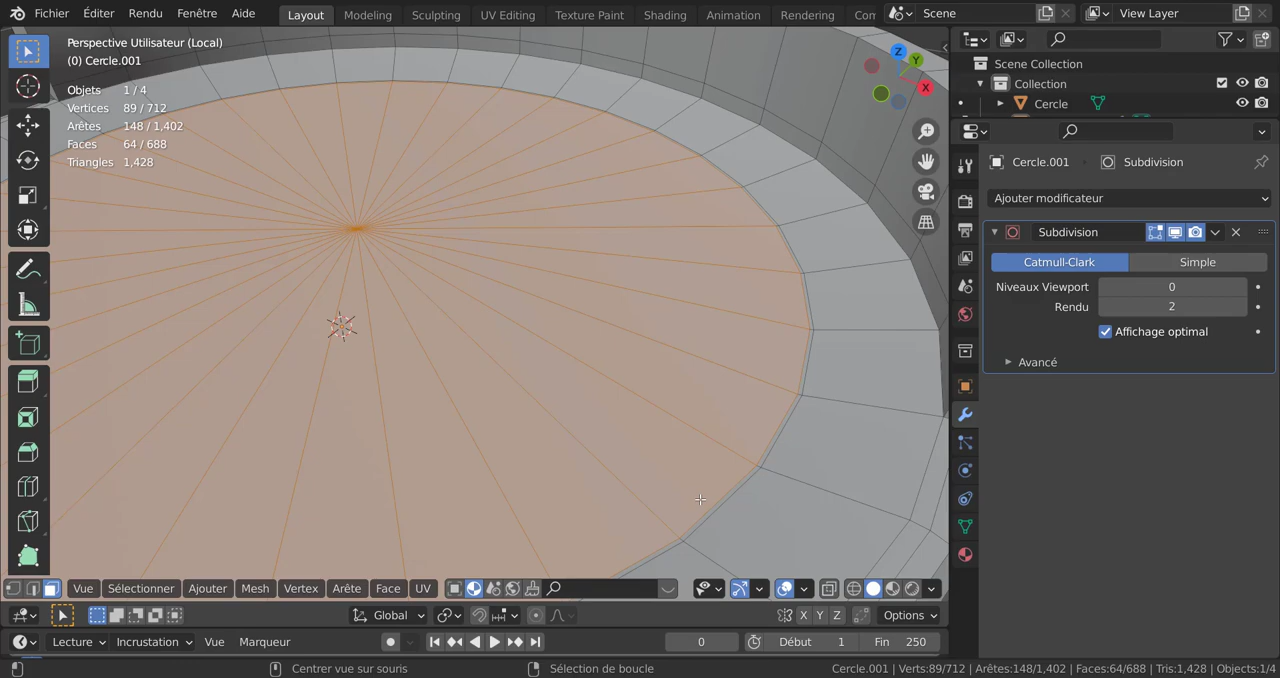 Fichier Éditer Rendu Fenêtre Aide Layout Modeling Sculpting UV Editing Texture Paint Shading Animation Rendering Com Scene View Layer
Perspective Utilisateur (Local)
(0) Cercle.001
Objets 1 / 4
Vertices 89 / 712
Arêtes 148 / 1,402
Faces 64 / 688
Triangles 1,428
Z
Y
X
Scene Collection
Collection
Cercle
Cercle.001 Subdivision
Ajouter modificateur
Subdivision
Catmull-Clark Simple
Niveaux Viewport 0
Rendu 2
Affichage optimal
Avancé
Vue Sélectionner Ajouter Mesh Vertex Arête Face UV
Global X Y Z Options
Lecture Incrustation Vue Marqueur 0 Début 1 Fin 250
Centrer vue sur souris Sélection de boucle Cercle.001 | Verts:89/712 | Arêtes:148/1,402 | Faces:64/688 | Tris:1,428 | Objects:1/4